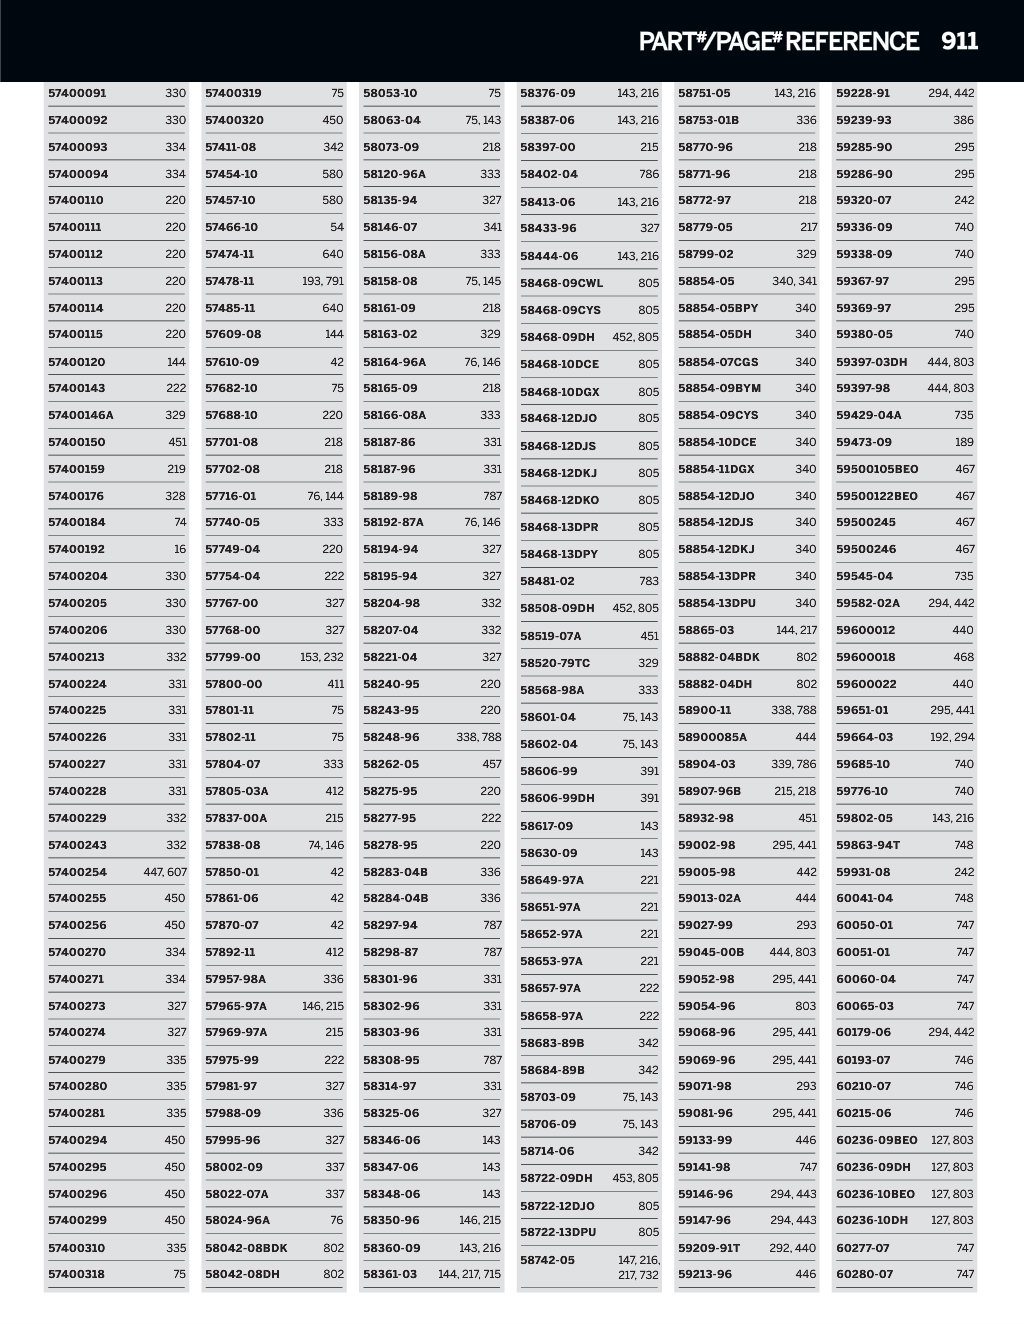 PART#/PAGE# REFERENCE 911
57400091 330
57400092 330
57400093 334
57400094 334
57400110 220
57400111 220
57400112 220
57400113 220
57400114 220
57400115 220
57400120 144
57400143 222
57400146A 329
57400150 451
57400159 219
57400176 328
57400184 74
57400192 16
57400204 330
57400205 330
57400206 330
57400213 332
57400224 331
57400225 331
57400226 331
57400227 331
57400228 331
57400229 332
57400243 332
57400254 447, 607
57400255 450
57400256 450
57400270 334
57400271 334
57400273 327
57400274 327
57400279 335
57400280 335
57400281 335
57400294 450
57400295 450
57400296 450
57400299 450
57400310 335
57400318 75
57400319 75
57400320 450
57411-08 342
57454-10 580
57457-10 580
57466-10 54
57474-11 640
57478-11 193, 791
57485-11 640
57609-08 144
57610-09 42
57682-10 75
57688-10 220
57701-08 218
57702-08 218
57716-01 76, 144
57740-05 333
57749-04 220
57754-04 222
57767-00 327
57768-00 327
57799-00 153, 232
57800-00 411
57801-11 75
57802-11 75
57804-07 333
57805-03A 412
57837-00A 215
57838-08 74, 146
57850-01 42
57861-06 42
57870-07 42
57892-11 412
57957-98A 336
57965-97A 146, 215
57969-97A 215
57975-99 222
57981-97 327
57988-09 336
57995-96 327
58002-09 337
58022-07A 337
58024-96A 76
58042-08BDK 802
58042-08DH 802
58053-10 75
58063-04 75, 143
58073-09 218
58120-96A 333
58135-94 327
58146-07 341
58156-08A 333
58158-08 75, 145
58161-09 218
58163-02 329
58164-96A 76, 146
58165-09 218
58166-08A 333
58187-86 331
58187-96 331
58189-98 787
58192-87A 76, 146
58194-94 327
58195-94 327
58204-98 332
58207-04 332
58221-04 327
58240-95 220
58243-95 220
58248-96 338, 788
58262-05 457
58275-95 220
58277-95 222
58278-95 220
58283-04B 336
58284-04B 336
58297-94 787
58298-87 787
58301-96 331
58302-96 331
58303-96 331
58308-95 787
58314-97 331
58325-06 327
58346-06 143
58347-06 143
58348-06 143
58350-96 146, 215
58360-09 143, 216
58361-03 144, 217, 715
58376-09 143, 216
58387-06 143, 216
58397-00 215
58402-04 786
58413-06 143, 216
58433-96 327
58444-06 143, 216
58468-09CWL 805
58468-09CYS 805
58468-09DH 452, 805
58468-10DCE 805
58468-10DGX 805
58468-12DJO 805
58468-12DJS 805
58468-12DKJ 805
58468-12DKO 805
58468-13DPR 805
58468-13DPY 805
58481-02 783
58508-09DH 452, 805
58519-07A 451
58520-79TC 329
58568-98A 333
58601-04 75, 143
58602-04 75, 143
58606-99 391
58606-99DH 391
58617-09 143
58630-09 143
58649-97A 221
58651-97A 221
58652-97A 221
58653-97A 221
58657-97A 222
58658-97A 222
58683-89B 342
58684-89B 342
58703-09 75, 143
58706-09 75, 143
58714-06 342
58722-09DH 453, 805
58722-12DJO 805
58722-13DPU 805
58742-05 147, 216,
217, 732
58751-05 143, 216
58753-01B 336
58770-96 218
58771-96 218
58772-97 218
58779-05 217
58799-02 329
58854-05 340, 341
58854-05BPY 340
58854-05DH 340
58854-07CGS 340
58854-09BYM 340
58854-09CYS 340
58854-10DCE 340
58854-11DGX 340
58854-12DJO 340
58854-12DJS 340
58854-12DKJ 340
58854-13DPR 340
58854-13DPU 340
58865-03 144, 217
58882-04BDK 802
58882-04DH 802
58900-11 338, 788
58900085A 444
58904-03 339, 786
58907-96B 215, 218
58932-98 451
59002-98 295, 441
59005-98 442
59013-02A 444
59027-99 293
59045-00B 444, 803
59052-98 295, 441
59054-96 803
59068-96 295, 441
59069-96 295, 441
59071-98 293
59081-96 295, 441
59133-99 446
59141-98 747
59146-96 294, 443
59147-96 294, 443
59209-91T 292, 440
59213-96 446
59228-91 294, 442
59239-93 386
59285-90 295
59286-90 295
59320-07 242
59336-09 740
59338-09 740
59367-97 295
59369-97 295
59380-05 740
59397-03DH 444, 803
59397-98 444, 803
59429-04A 735
59473-09 189
59500105BEO 467
59500122BEO 467
59500245 467
59500246 467
59545-04 735
59582-02A 294, 442
59600012 440
59600018 468
59600022 440
59651-01 295, 441
59664-03 192, 294
59685-10 740
59776-10 740
59802-05 143, 216
59863-94T 748
59931-08 242
60041-04 748
60050-01 747
60051-01 747
60060-04 747
60065-03 747
60179-06 294, 442
60193-07 746
60210-07 746
60215-06 746
60236-09BEO 127, 803
60236-09DH 127, 803
60236-10BEO 127, 803
60236-10DH 127, 803
60277-07 747
60280-07 747